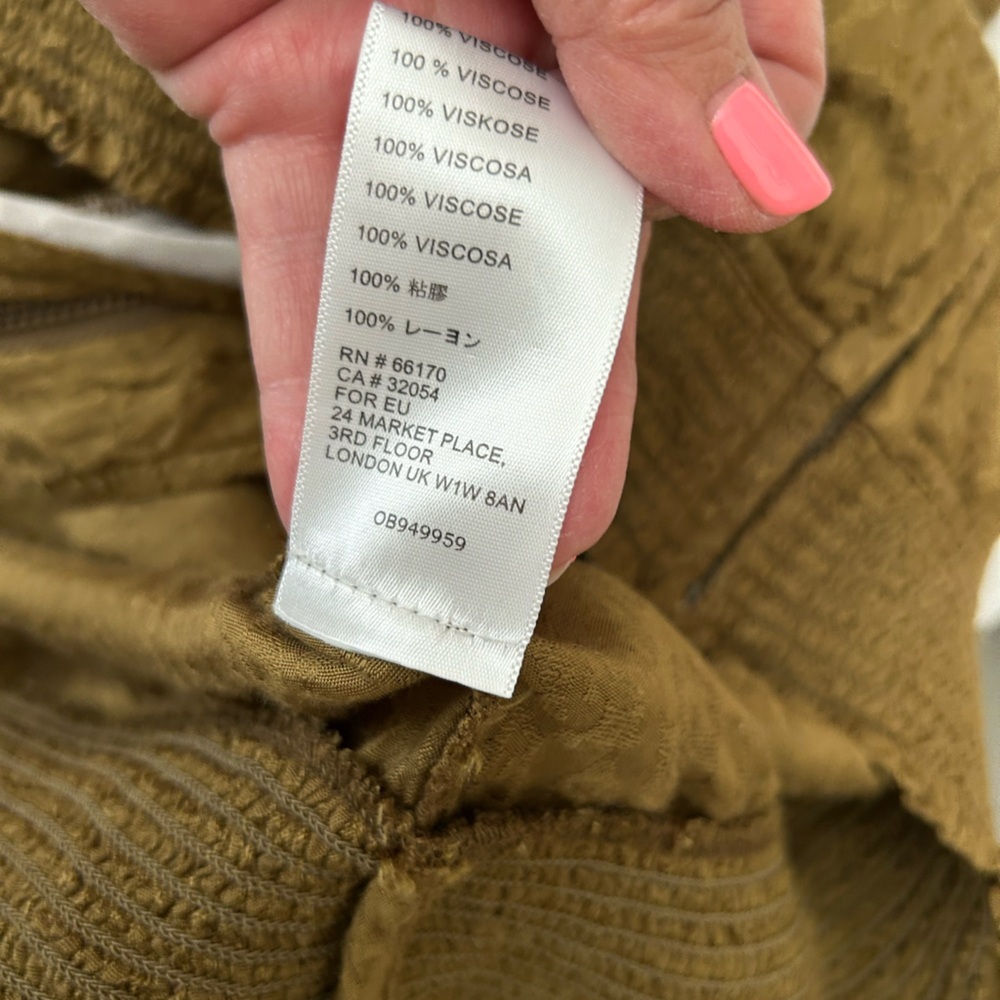 100% VISCOSE
100 % VISCOSE
100% VISKOSE
100% VISCOSA
100% VISCOSE
100% VISCOSA
100% 粘膠
100% レーヨン
RN # 66170
CA # 32054
FOR EU
24 MARKET PLACE,
3RD FLOOR
LONDON UK W1W 8AN
OB949959